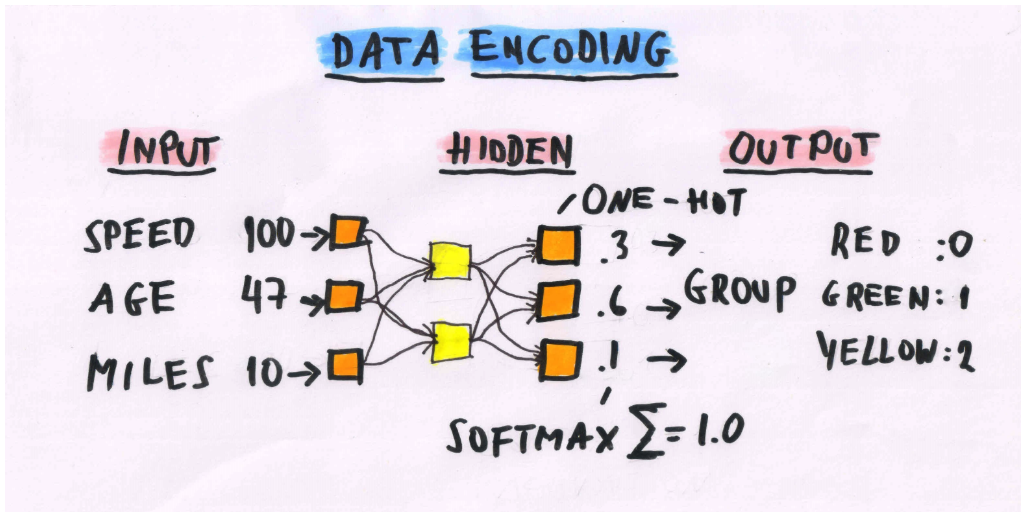 DATA ENCODING
INPUT HIDDEN OUTPUT
ONE-HOT
SPEED 100 .3 RED :0
AGE 47 .6 GROUP GREEN:1
MILES 10 .1 YELLOW:2
SOFTMAX Σ=1.0